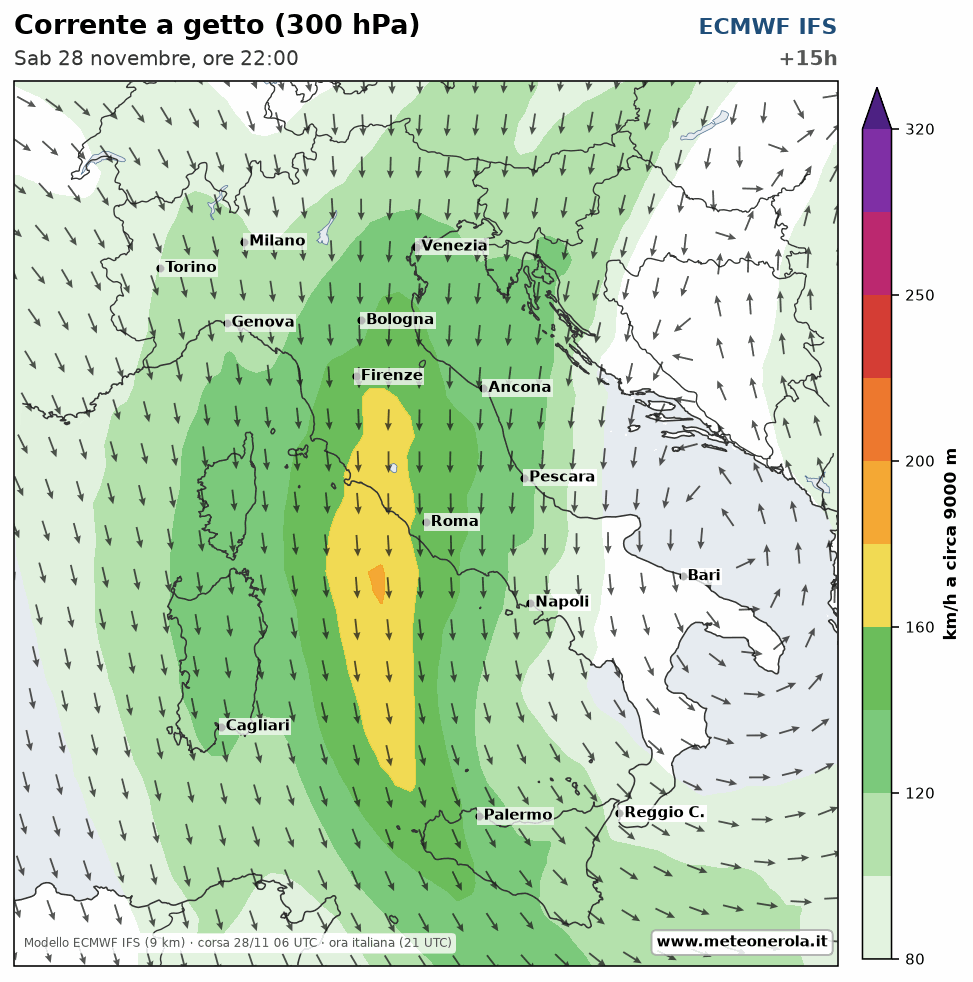 Corrente a getto (300 hPa)
ECMWF IFS
Sab 28 novembre, ore 22:00
+15h
Milano
Venezia
Torino
Genova
Bologna
Firenze
Ancona
Pescara
Roma
Bari
Napoli
Cagliari
Palermo
Reggio C.
320
250
200
160
120
80
km/h a circa 9000 m
Modello ECMWF IFS (9 km) · corsa 28/11 06 UTC · ora italiana (21 UTC)
www.meteonerola.it